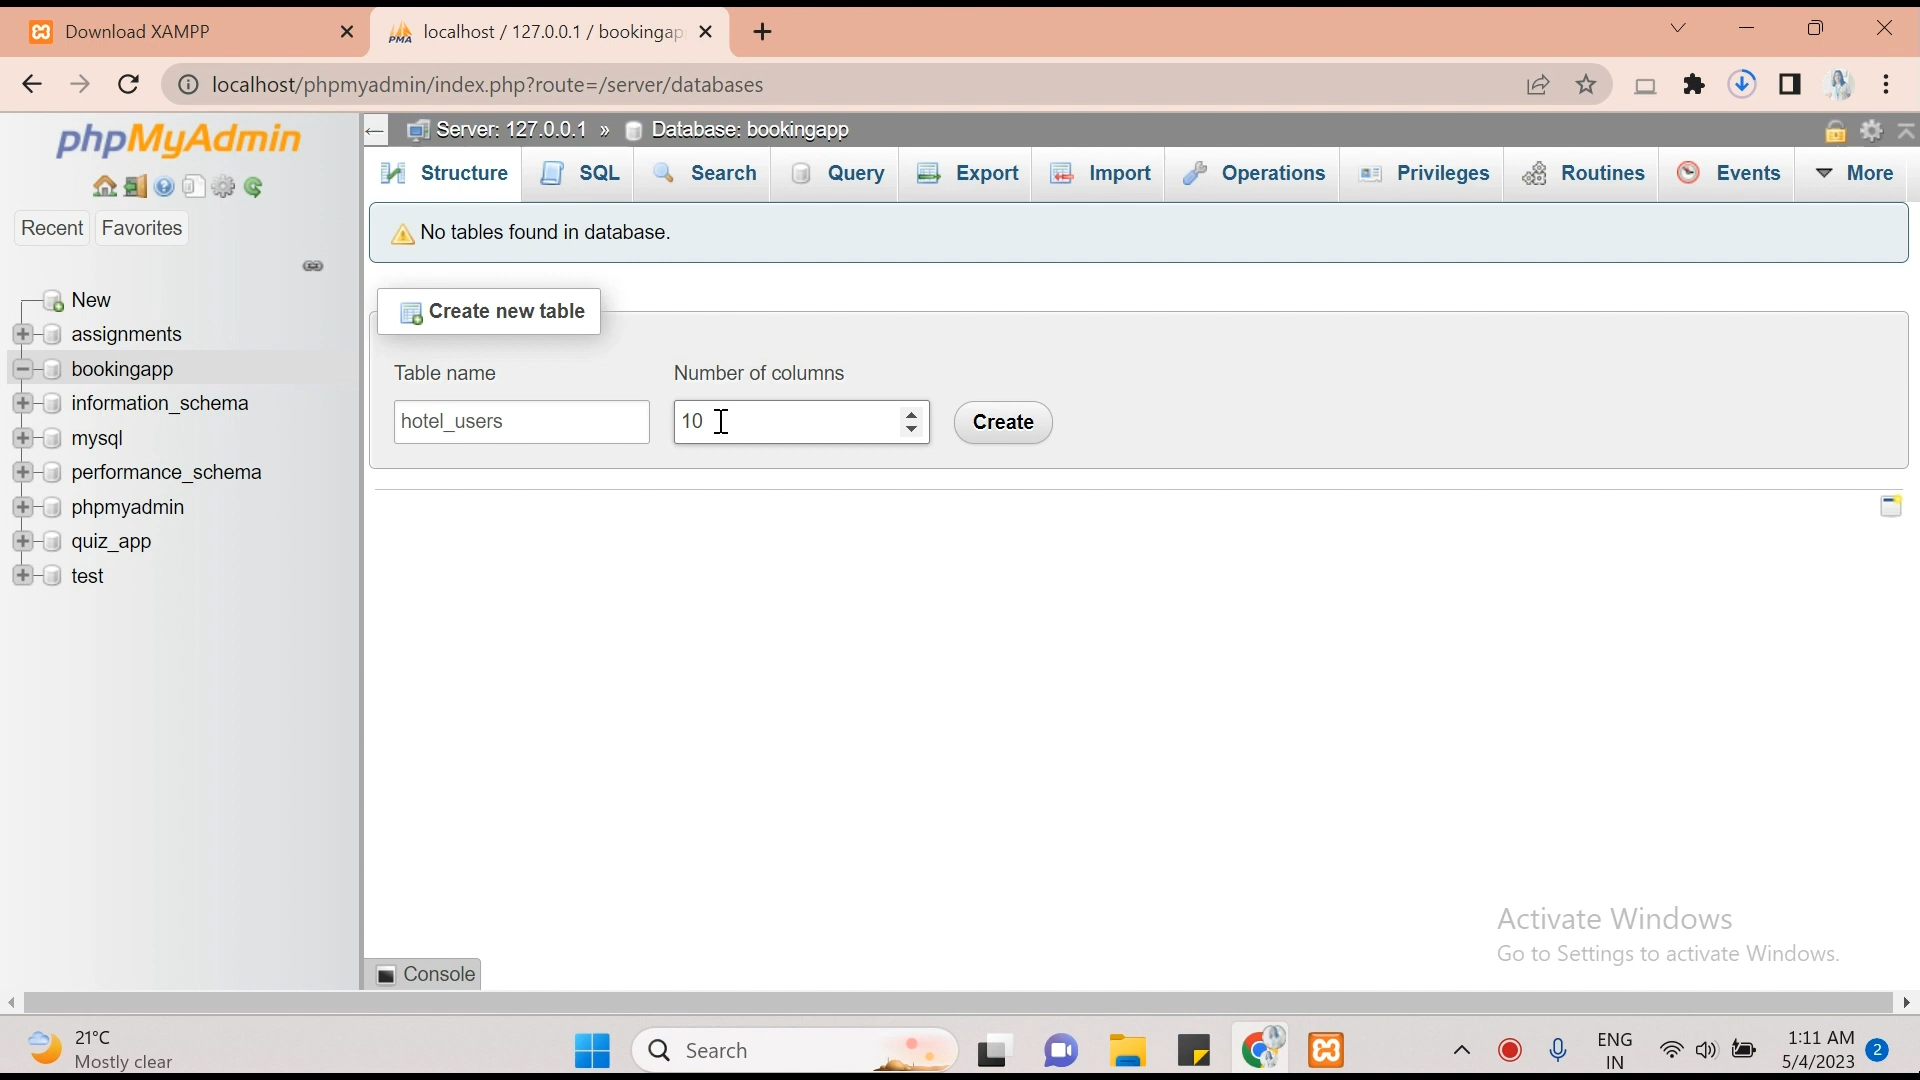 Download XAMPP
localhost / 127.0.0.1 / bookingap
localhost/phpmyadmin/index.php?route=/server/databases
phpMyAdmin
Recent Favorites
New
assignments
bookingapp
information_schema
mysql
performance_schema
phpmyadmin
quiz_app
test
Server: 127.0.0.1 » Database: bookingapp
Structure SQL Search Query Export Import Operations Privileges Routines Events More
No tables found in database.
Create new table
Table name Number of columns
hotel_users 10 Create
Console
Activate Windows
Go to Settings to activate Windows.
21°C
Mostly clear
Search
ENG
IN
1:11 AM
5/4/2023
2